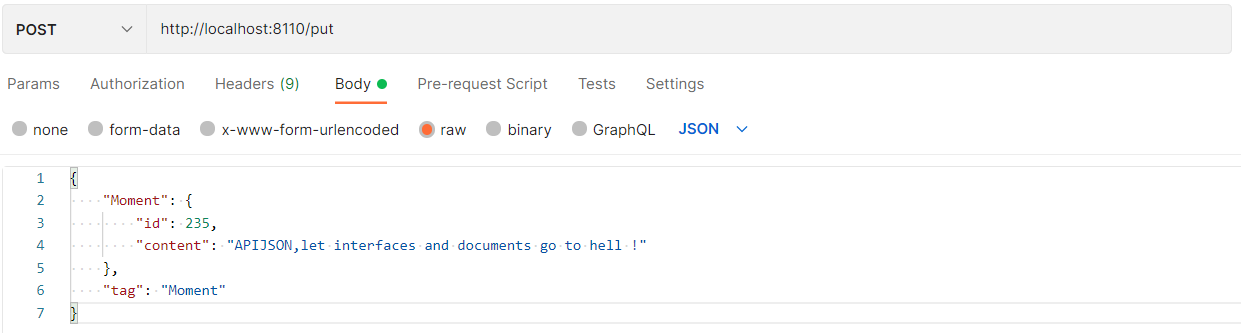 POST http://localhost:8110/put
Params Authorization Headers (9) Body Pre-request Script Tests Settings
none form-data x-www-form-urlencoded raw binary GraphQL JSON
1 {
2 "Moment": {
3 "id": 235,
4 "content": "APIJSON,let interfaces and documents go to hell !"
5 },
6 "tag": "Moment"
7 }